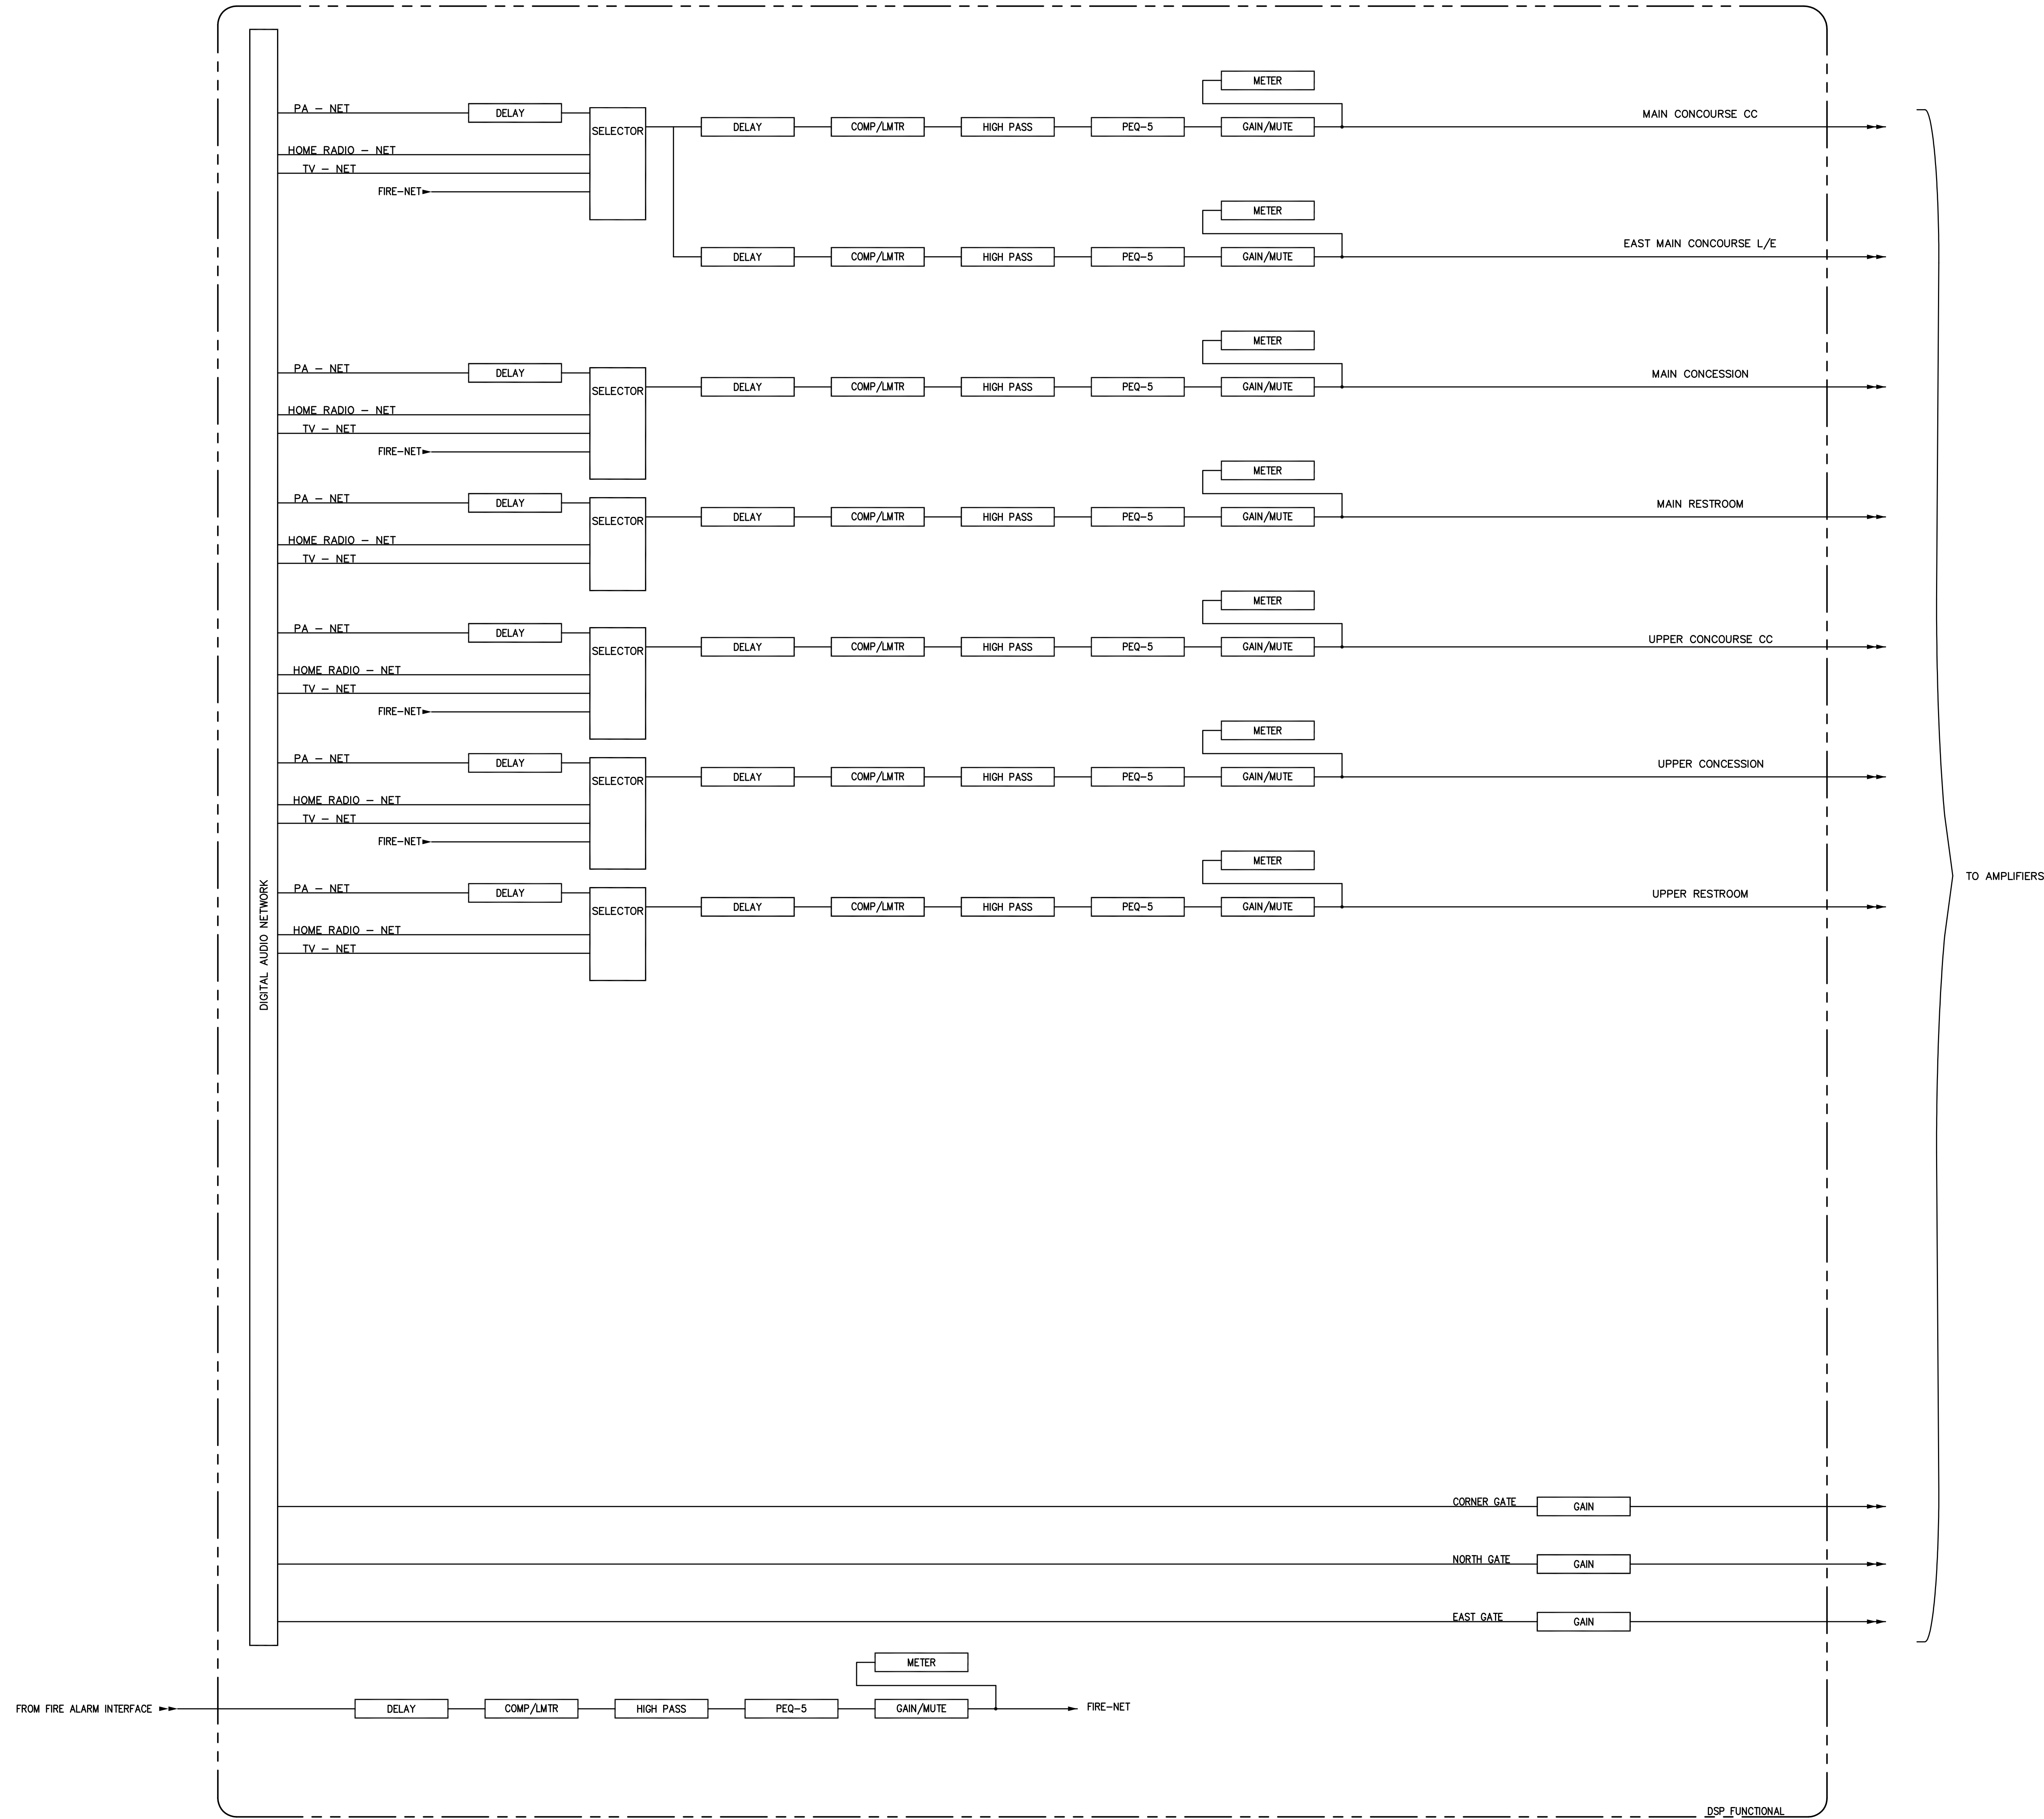 METER
PA – NET
DELAY
SELECTOR
DELAY
COMP/LMTR
HIGH PASS
PEQ–5
GAIN/MUTE
MAIN CONCOURSE CC
HOME RADIO – NET
TV – NET
FIRE–NET
METER
DELAY
COMP/LMTR
HIGH PASS
PEQ–5
GAIN/MUTE
EAST MAIN CONCOURSE L/E
METER
PA – NET
DELAY
SELECTOR
DELAY
COMP/LMTR
HIGH PASS
PEQ–5
GAIN/MUTE
MAIN CONCESSION
HOME RADIO – NET
TV – NET
FIRE–NET
METER
PA – NET
DELAY
SELECTOR
DELAY
COMP/LMTR
HIGH PASS
PEQ–5
GAIN/MUTE
MAIN RESTROOM
HOME RADIO – NET
TV – NET
METER
PA – NET
DELAY
SELECTOR
DELAY
COMP/LMTR
HIGH PASS
PEQ–5
GAIN/MUTE
UPPER CONCOURSE CC
HOME RADIO – NET
TV – NET
FIRE–NET
METER
PA – NET
DELAY
SELECTOR
DELAY
COMP/LMTR
HIGH PASS
PEQ–5
GAIN/MUTE
UPPER CONCESSION
HOME RADIO – NET
TV – NET
FIRE–NET
METER
PA – NET
DELAY
SELECTOR
DELAY
COMP/LMTR
HIGH PASS
PEQ–5
GAIN/MUTE
UPPER RESTROOM
HOME RADIO – NET
TV – NET
DIGITAL AUDIO NETWORK
TO AMPLIFIERS
CORNER GATE
GAIN
NORTH GATE
GAIN
EAST GATE
GAIN
METER
FROM FIRE ALARM INTERFACE
DELAY
COMP/LMTR
HIGH PASS
PEQ–5
GAIN/MUTE
FIRE–NET
DSP FUNCTIONAL